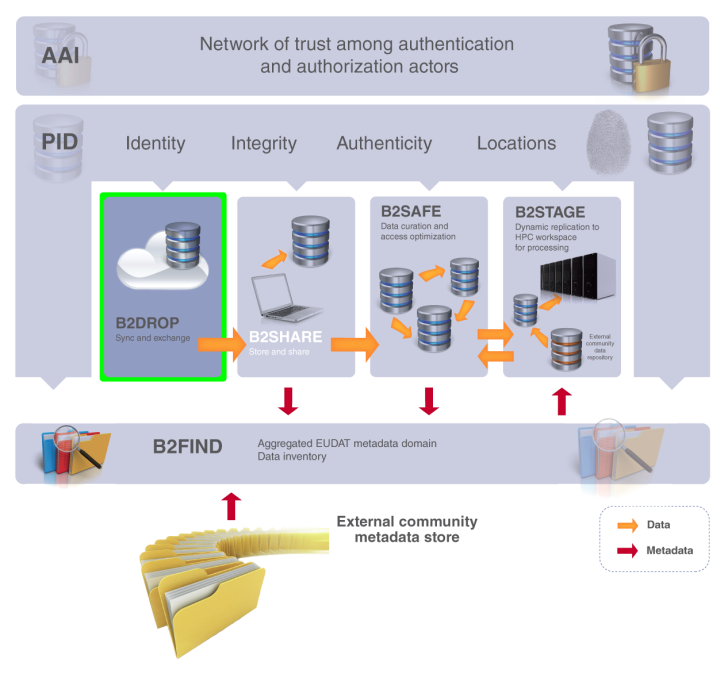 AAI
Network of trust among authentication
and authorization actors
PID
Identity
Integrity
Authenticity
Locations
B2DROP
Sync and exchange
B2SHARE
Store and share
B2SAFE
Data curation and
access optimization
B2STAGE
Dynamic replication to
HPC workspace
for processing
External
community
data
repository
B2FIND
Aggregated EUDAT metadata domain
Data inventory
External community
metadata store
Data
Metadata